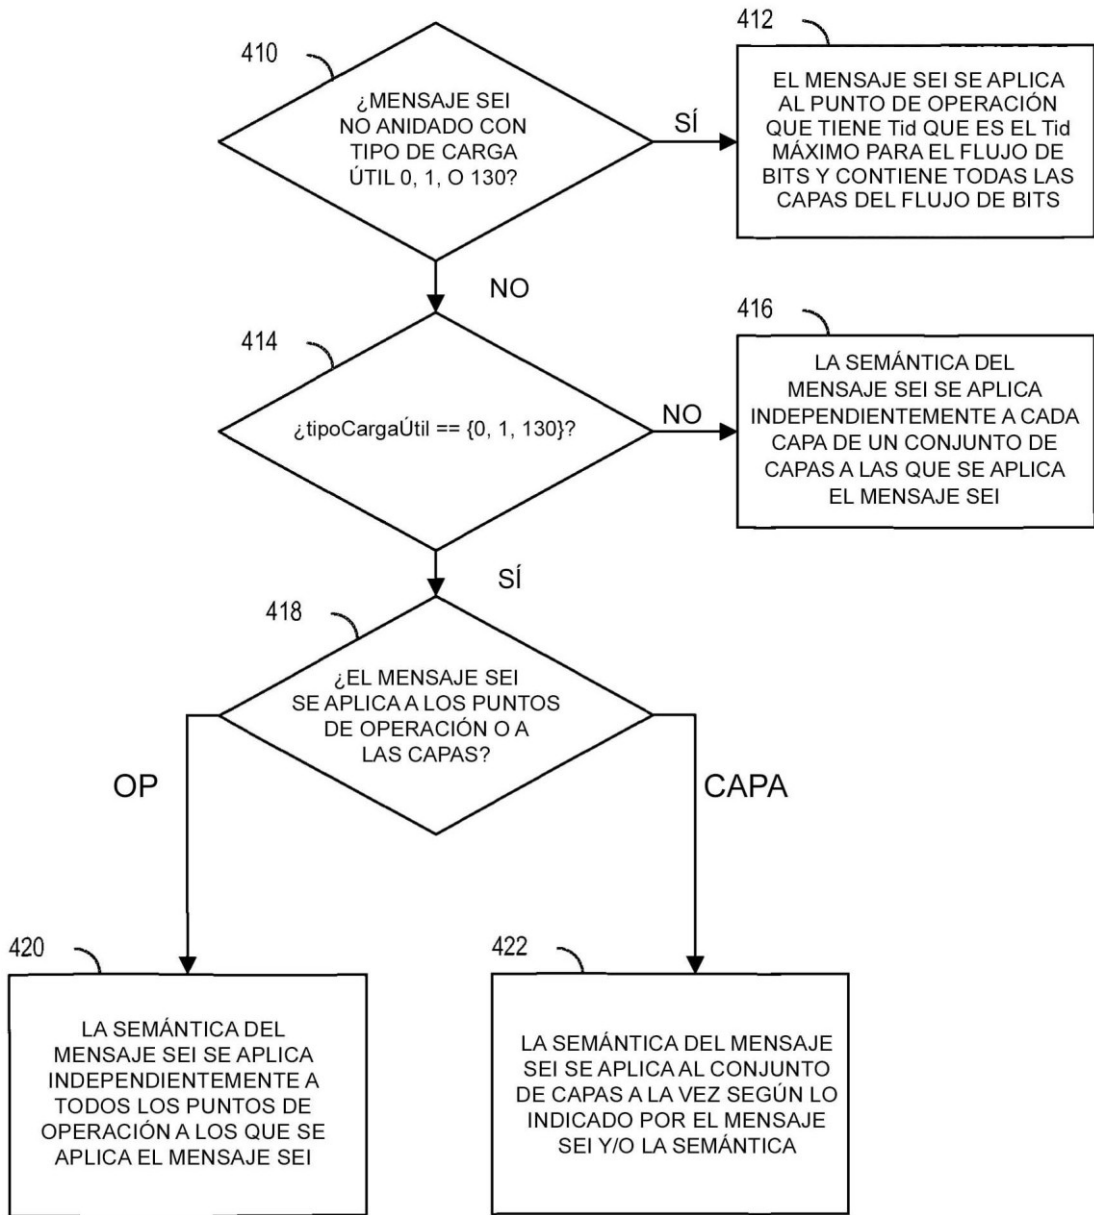 410
¿MENSAJE SEI
NO ANIDADO CON
TIPO DE CARGA
ÚTIL 0, 1, O 130?
SÍ
412
EL MENSAJE SEI SE APLICA
AL PUNTO DE OPERACIÓN
QUE TIENE Tid QUE ES EL Tid
MÁXIMO PARA EL FLUJO DE
BITS Y CONTIENE TODAS LAS
CAPAS DEL FLUJO DE BITS
NO
414
¿tipoCargaÚtil == {0, 1, 130}?
NO
416
LA SEMÁNTICA DEL
MENSAJE SEI SE APLICA
INDEPENDIENTEMENTE A CADA
CAPA DE UN CONJUNTO DE
CAPAS A LAS QUE SE APLICA
EL MENSAJE SEI
SÍ
418
¿EL MENSAJE SEI
SE APLICA A LOS PUNTOS
DE OPERACIÓN O A
LAS CAPAS?
OP
CAPA
420
LA SEMÁNTICA DEL
MENSAJE SEI SE APLICA
INDEPENDIENTEMENTE A
TODOS LOS PUNTOS DE
OPERACIÓN A LOS QUE SE
APLICA EL MENSAJE SEI
422
LA SEMÁNTICA DEL MENSAJE
SEI SE APLICA AL CONJUNTO
DE CAPAS A LA VEZ SEGÚN LO
INDICADO POR EL MENSAJE
SEI Y/O LA SEMÁNTICA